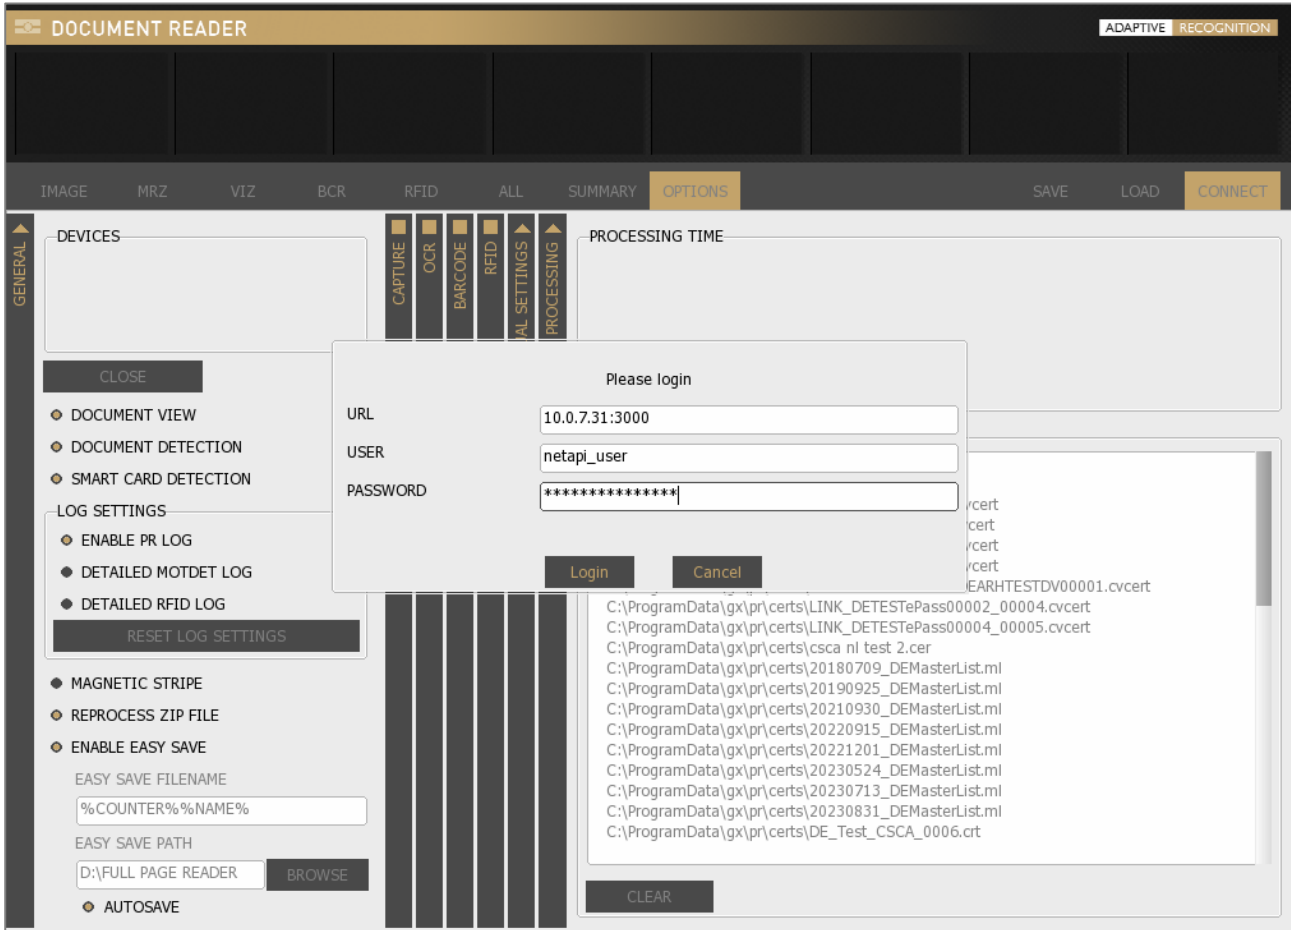 DOCUMENT READER
ADAPTIVE RECOGNITION
IMAGE MRZ VIZ BCR RFID ALL SUMMARY OPTIONS SAVE LOAD CONNECT
GENERAL
DEVICES
CLOSE
DOCUMENT VIEW
DOCUMENT DETECTION
SMART CARD DETECTION
LOG SETTINGS
ENABLE PR LOG
DETAILED MOTDET LOG
DETAILED RFID LOG
RESET LOG SETTINGS
MAGNETIC STRIPE
REPROCESS ZIP FILE
ENABLE EASY SAVE
EASY SAVE FILENAME
%COUNTER%%NAME%
EASY SAVE PATH
D:\FULL PAGE READER BROWSE
AUTOSAVE
CAPTURE
OCR
BARCODE
RFID
SETTINGS
PROCESSING
PROCESSING TIME
Please login
URL 10.0.7.31:3000
USER netapi_user
PASSWORD ***************
Login Cancel
vcert
cert
vcert
vcert
DEARHTESTDV00001.cvcert
C:\ProgramData\gx\pr\certs\LINK_DETESTePass00002_00004.cvcert
C:\ProgramData\gx\pr\certs\LINK_DETESTePass00004_00005.cvcert
C:\ProgramData\gx\pr\certs\csca nl test 2.cer
C:\ProgramData\gx\pr\certs\20180709_DEMasterList.ml
C:\ProgramData\gx\pr\certs\20190925_DEMasterList.ml
C:\ProgramData\gx\pr\certs\20210930_DEMasterList.ml
C:\ProgramData\gx\pr\certs\20220915_DEMasterList.ml
C:\ProgramData\gx\pr\certs\20221201_DEMasterList.ml
C:\ProgramData\gx\pr\certs\20230524_DEMasterList.ml
C:\ProgramData\gx\pr\certs\20230713_DEMasterList.ml
C:\ProgramData\gx\pr\certs\20230831_DEMasterList.ml
C:\ProgramData\gx\pr\certs\DE_Test_CSCA_0006.crt
CLEAR